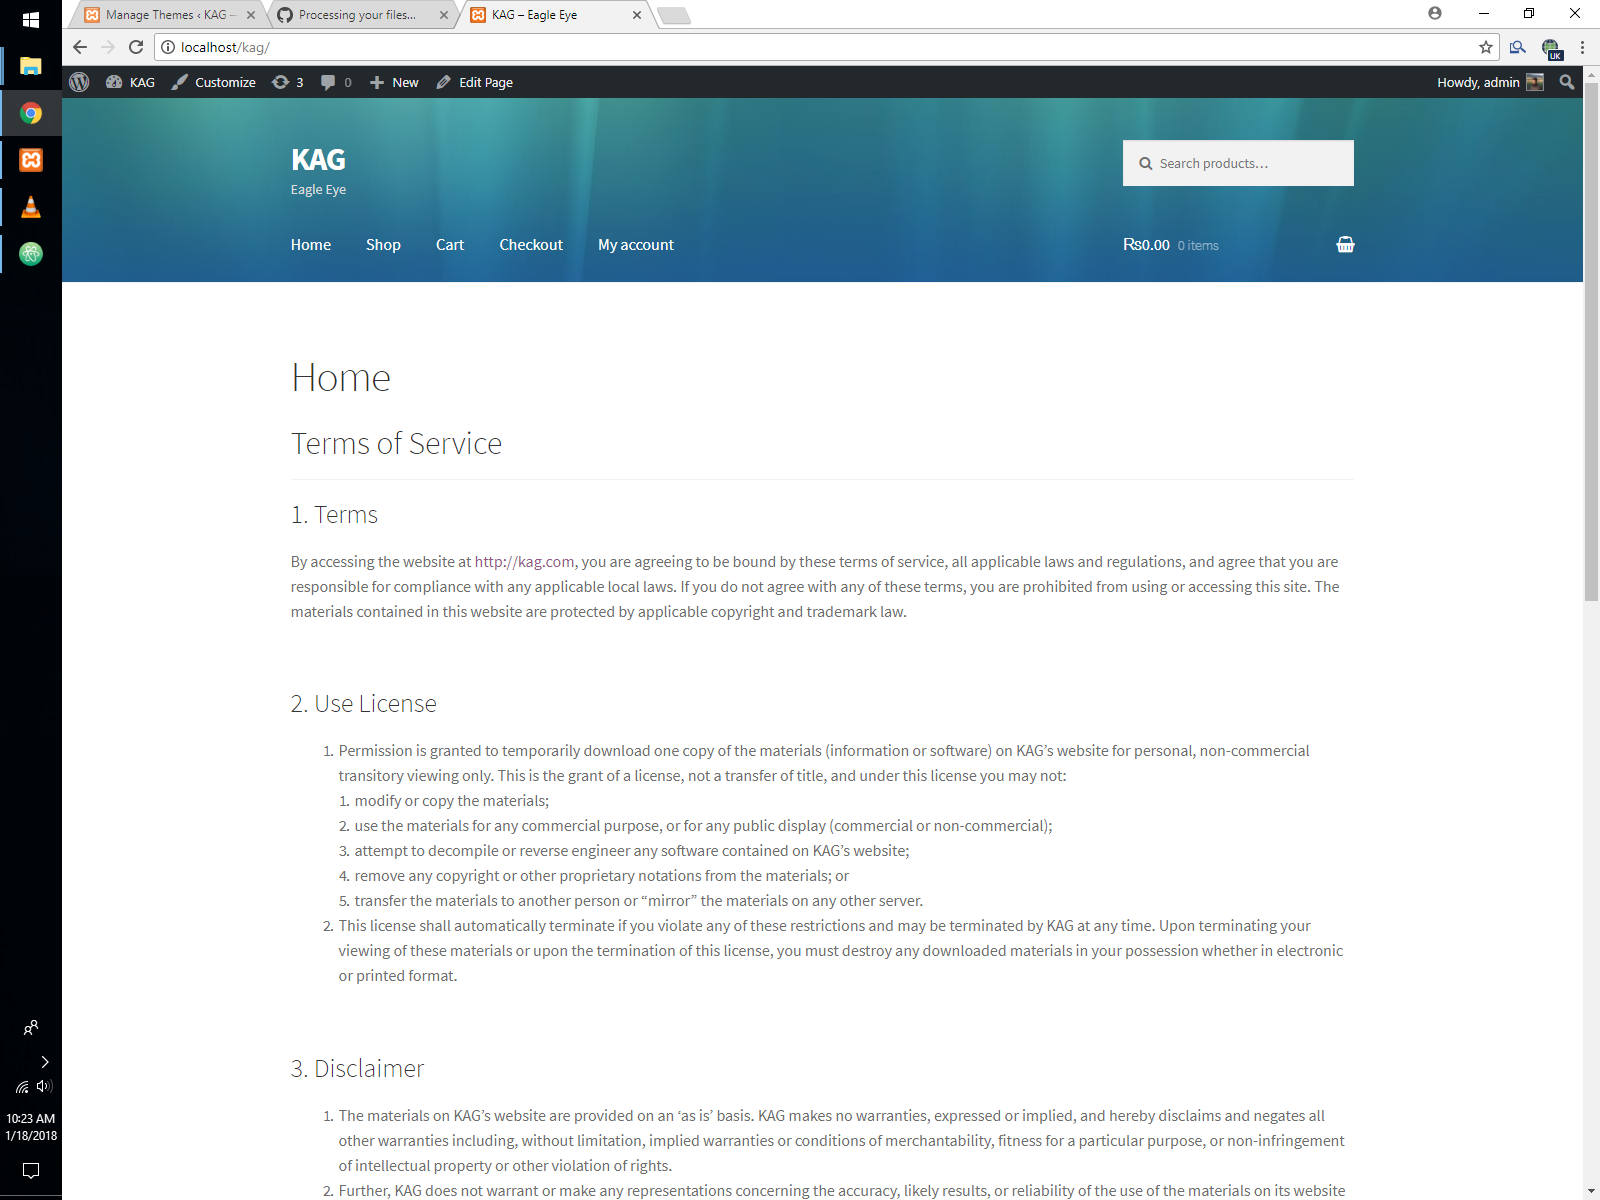 Manage Themes ‹ KAG –
Processing your files...
KAG – Eagle Eye
localhost/kag/
UK
KAG
Customize
3
0
New
Edit Page
Howdy, admin
KAG
Eagle Eye
Search products…
Home
Shop
Cart
Checkout
My account
₨0.00 0 items
Home
Terms of Service
1. Terms
By accessing the website at http://kag.com, you are agreeing to be bound by these terms of service, all applicable laws and regulations, and agree that you are
responsible for compliance with any applicable local laws. If you do not agree with any of these terms, you are prohibited from using or accessing this site. The
materials contained in this website are protected by applicable copyright and trademark law.
2. Use License
1. Permission is granted to temporarily download one copy of the materials (information or software) on KAG’s website for personal, non-commercial
transitory viewing only. This is the grant of a license, not a transfer of title, and under this license you may not:
1. modify or copy the materials;
2. use the materials for any commercial purpose, or for any public display (commercial or non-commercial);
3. attempt to decompile or reverse engineer any software contained on KAG’s website;
4. remove any copyright or other proprietary notations from the materials; or
5. transfer the materials to another person or “mirror” the materials on any other server.
2. This license shall automatically terminate if you violate any of these restrictions and may be terminated by KAG at any time. Upon terminating your
viewing of these materials or upon the termination of this license, you must destroy any downloaded materials in your possession whether in electronic
or printed format.
3. Disclaimer
1. The materials on KAG’s website are provided on an ‘as is’ basis. KAG makes no warranties, expressed or implied, and hereby disclaims and negates all
other warranties including, without limitation, implied warranties or conditions of merchantability, fitness for a particular purpose, or non-infringement
of intellectual property or other violation of rights.
2. Further, KAG does not warrant or make any representations concerning the accuracy, likely results, or reliability of the use of the materials on its website
10:23 AM
1/18/2018